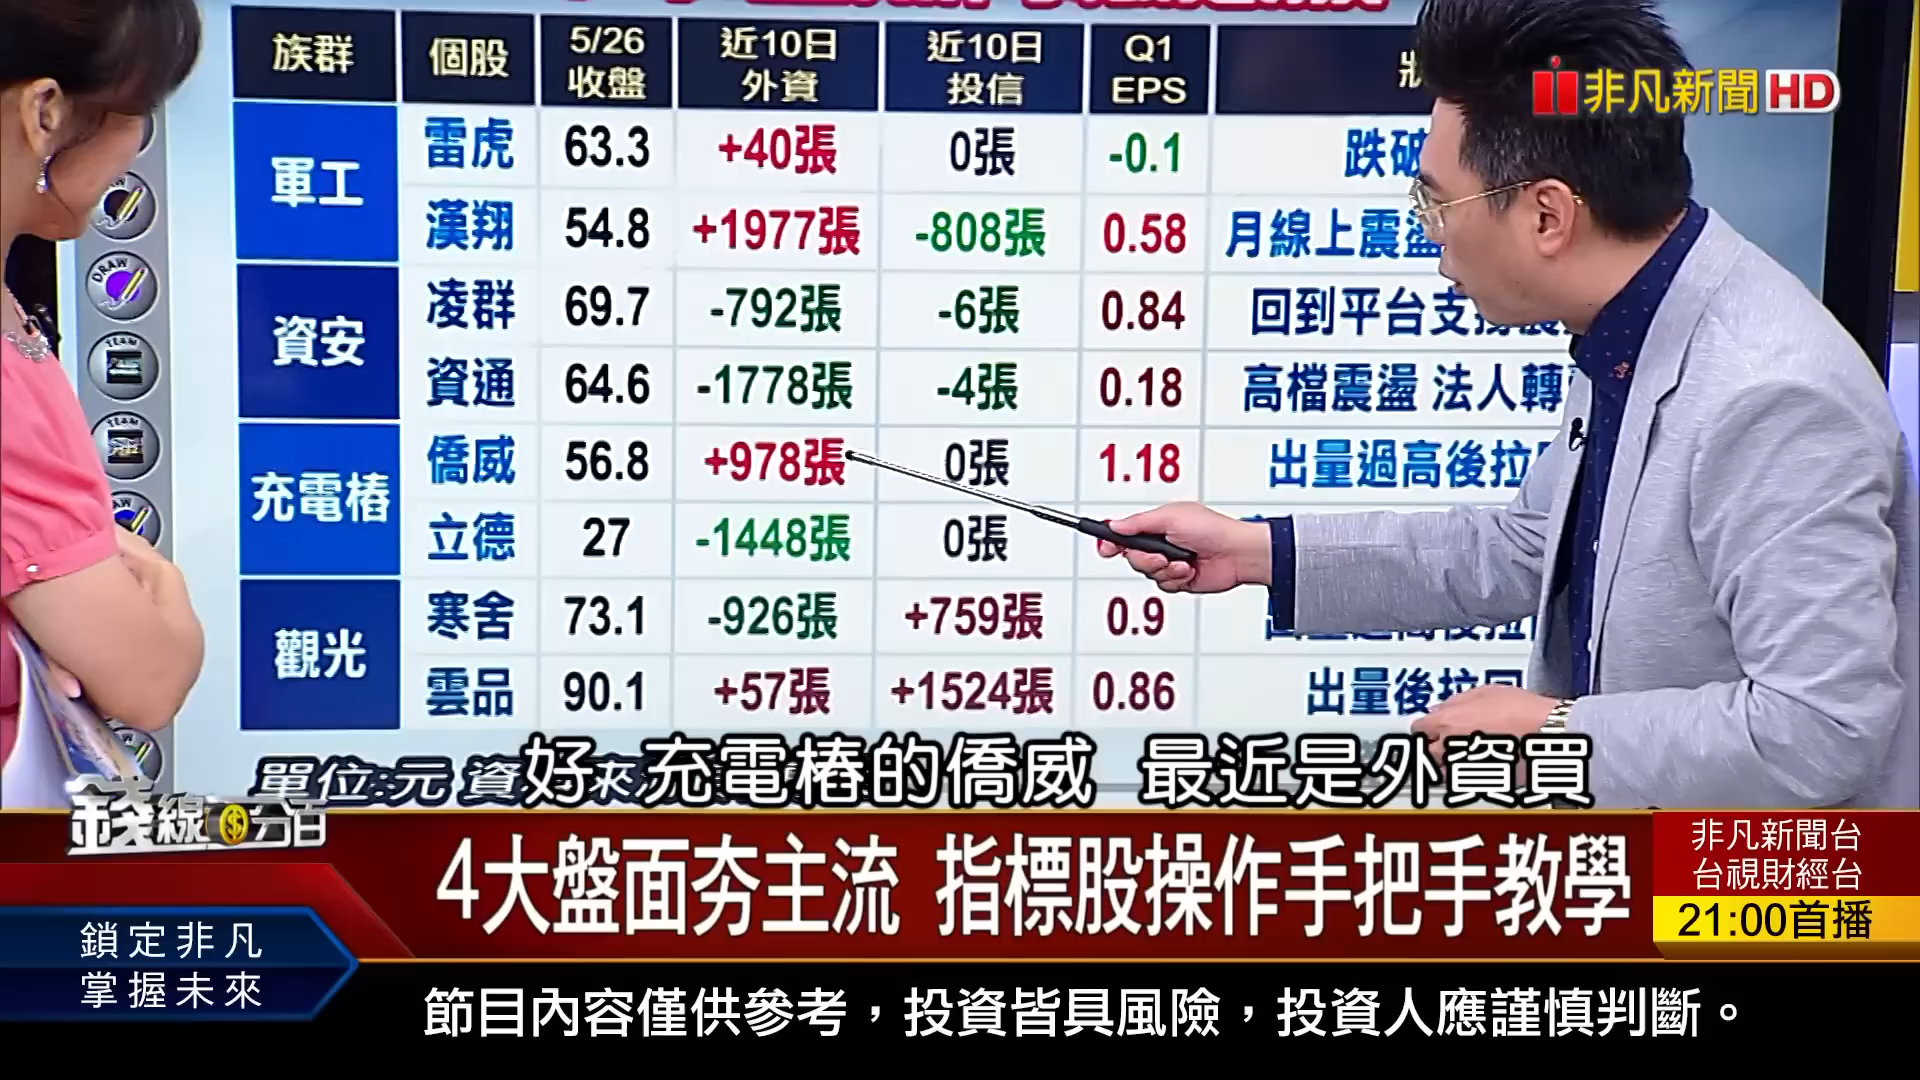 族群 個股 5/26 收盤 近10日 外資 近10日 投信 Q1 EPS
非凡新聞HD
軍工 雷虎 63.3 +40張 0張 -0.1 跌破
漢翔 54.8 +1977張 -808張 0.58 月線上震盪
資安 凌群 69.7 -792張 -6張 0.84 回到平台支撐
資通 64.6 -1778張 -4張 0.18 高檔震盪 法人轉
充電樁 僑威 56.8 +978張 0張 1.18 出量過高後拉
立德 27 -1448張 0張
觀光 寒舍 73.1 -926張 +759張 0.9
雲品 90.1 +57張 +1524張 0.86 出量後拉回
DRAW
TEAM
TEAM
單位:元 資 來
好 充電樁的僑威 最近是外資買
錢線百分百
4大盤面夯主流 指標股操作手把手教學
非凡新聞台
台視財經台
21:00首播
鎖定非凡
掌握未來
節目內容僅供參考，投資皆具風險，投資人應謹慎判斷。